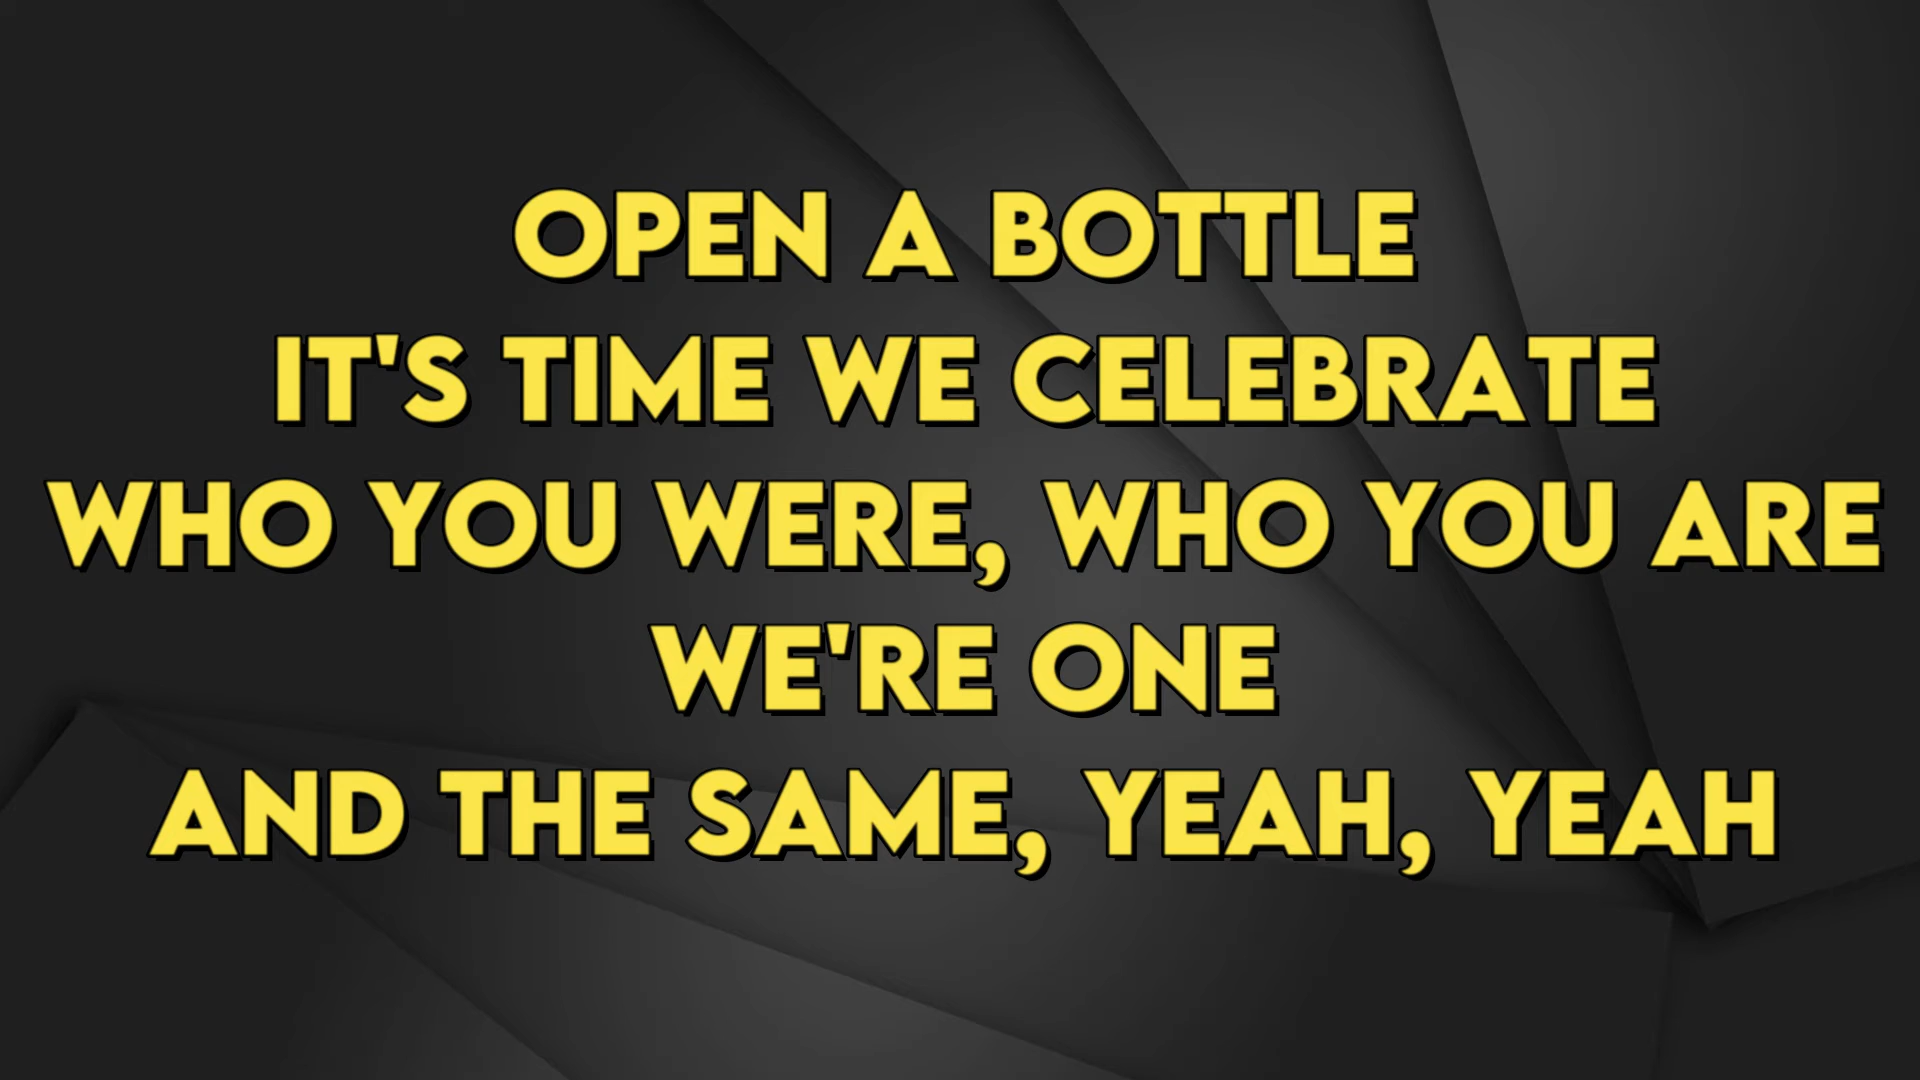 OPEN A BOTTLE
IT'S TIME WE CELEBRATE
WHO YOU WERE, WHO YOU ARE
WE'RE ONE
AND THE SAME, YEAH, YEAH